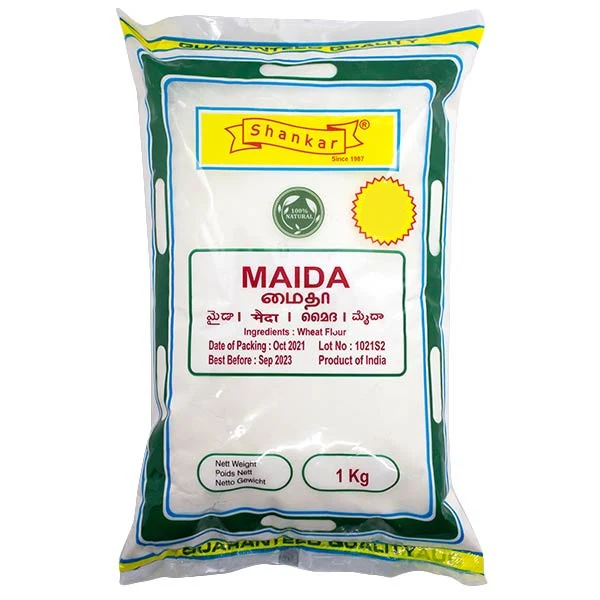 GUARANTEED QUALITY
Shankar®
Since 1987
100%
NATURAL
MAIDA
மைதா
మైదా | मैदा | മൈദ | ಮೈದಾ
Ingredients : Wheat Flour
Date of Packing : Oct 2021 Lot No : 1021S2
Best Before : Sep 2023 Product of India
Nett Weight
Poids Nett
Netto Gewicht
1 Kg
GUARANTEED QUALITY